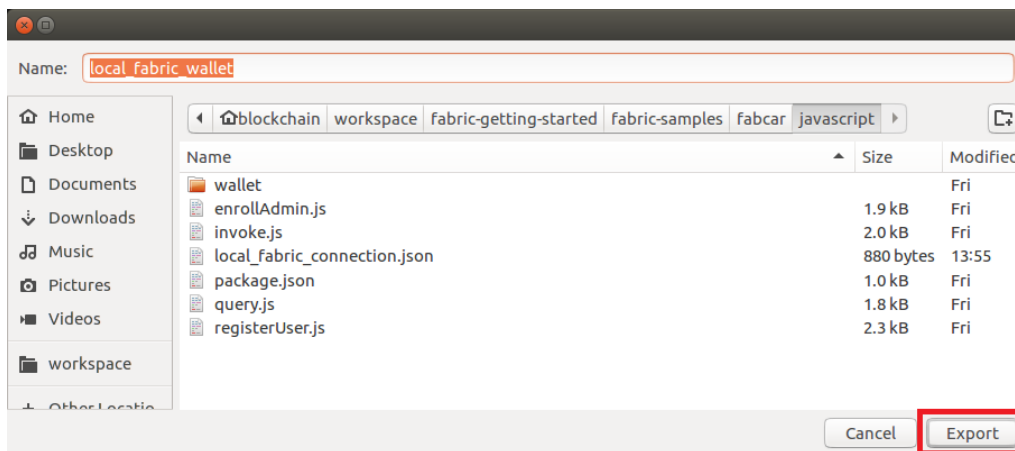 Name: local_fabric_wallet
Home
Desktop
Documents
Downloads
Music
Pictures
Videos
workspace
+ Other Locatio
blockchain workspace fabric-getting-started fabric-samples fabcar javascript
Name Size Modified
wallet Fri
enrollAdmin.js 1.9 kB Fri
invoke.js 2.0 kB Fri
local_fabric_connection.json 880 bytes 13:55
package.json 1.0 kB Fri
query.js 1.8 kB Fri
registerUser.js 2.3 kB Fri
Cancel Export